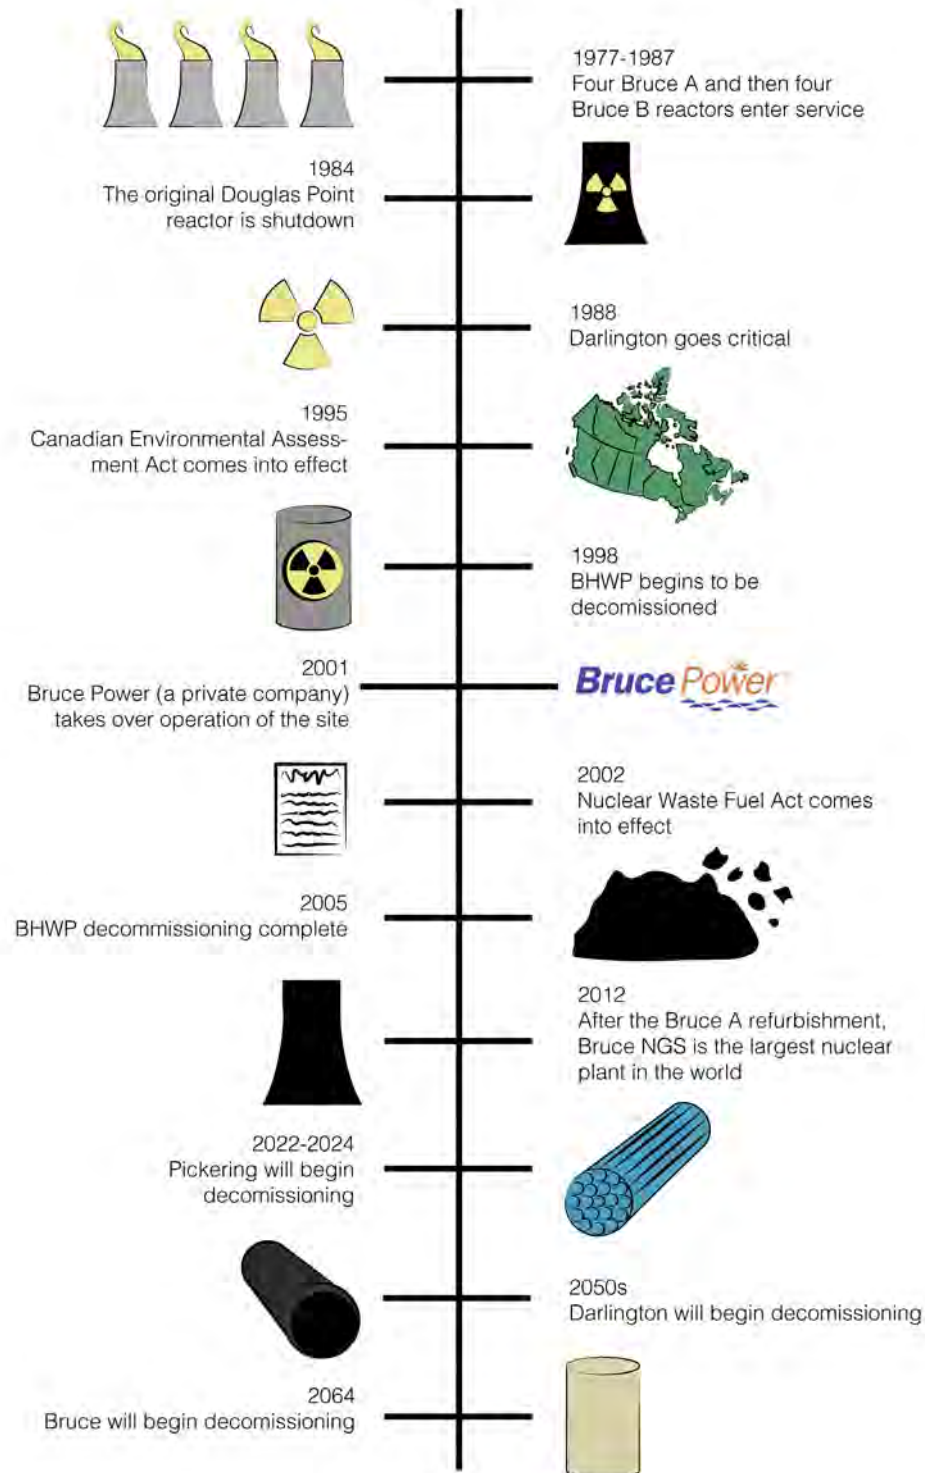 1977-1987
Four Bruce A and then four
Bruce B reactors enter service
1984
The original Douglas Point
reactor is shutdown
1988
Darlington goes critical
1995
Canadian Environmental Assess-
ment Act comes into effect
1998
BHWP begins to be
decomissioned
2001
Bruce Power (a private company)
takes over operation of the site
Bruce Power
2002
Nuclear Waste Fuel Act comes
into effect
2005
BHWP decommissioning complete
2012
After the Bruce A refurbishment,
Bruce NGS is the largest nuclear
plant in the world
2022-2024
Pickering will begin
decomissioning
2050s
Darlington will begin decomissioning
2064
Bruce will begin decomissioning